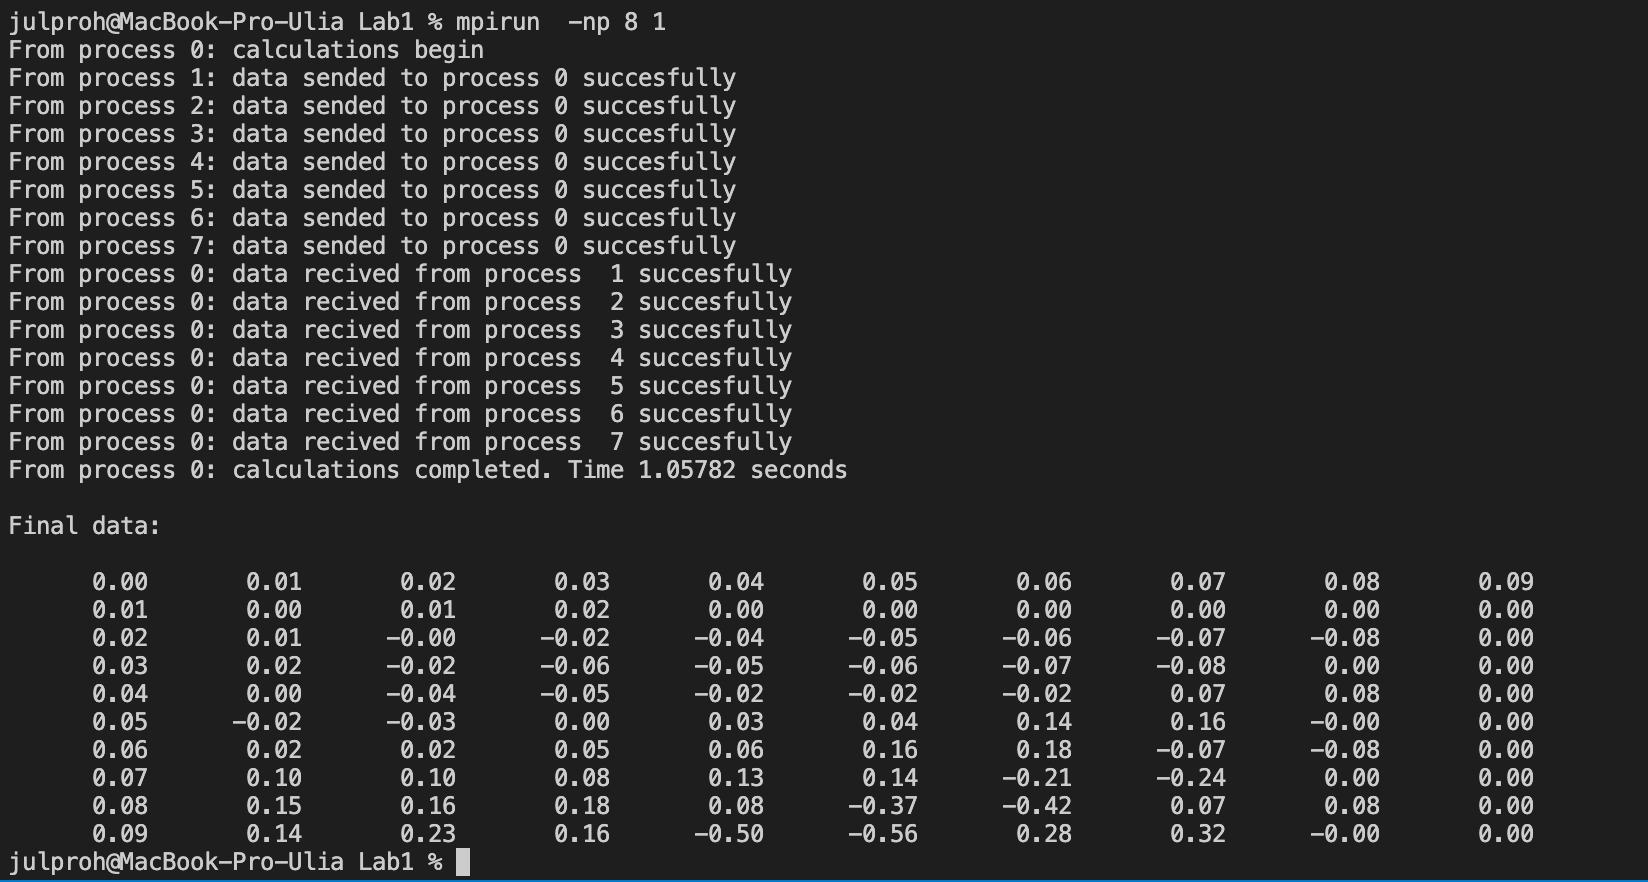 julproh@MacBook-Pro-Ulia Lab1 % mpirun  -np 8 1
From process 0: calculations begin
From process 1: data sended to process 0 succesfully
From process 2: data sended to process 0 succesfully
From process 3: data sended to process 0 succesfully
From process 4: data sended to process 0 succesfully
From process 5: data sended to process 0 succesfully
From process 6: data sended to process 0 succesfully
From process 7: data sended to process 0 succesfully
From process 0: data recived from process  1 succesfully
From process 0: data recived from process  2 succesfully
From process 0: data recived from process  3 succesfully
From process 0: data recived from process  4 succesfully
From process 0: data recived from process  5 succesfully
From process 0: data recived from process  6 succesfully
From process 0: data recived from process  7 succesfully
From process 0: calculations completed. Time 1.05782 seconds
Final data:
0.00 0.01 0.02 0.03 0.04 0.05 0.06 0.07 0.08 0.09
0.01 0.00 0.01 0.02 0.00 0.00 0.00 0.00 0.00 0.00
0.02 0.01 -0.00 -0.02 -0.04 -0.05 -0.06 -0.07 -0.08 0.00
0.03 0.02 -0.02 -0.06 -0.05 -0.06 -0.07 -0.08 0.00 0.00
0.04 0.00 -0.04 -0.05 -0.02 -0.02 -0.02 0.07 0.08 0.00
0.05 -0.02 -0.03 0.00 0.03 0.04 0.14 0.16 -0.00 0.00
0.06 0.02 0.02 0.05 0.06 0.16 0.18 -0.07 -0.08 0.00
0.07 0.10 0.10 0.08 0.13 0.14 -0.21 -0.24 0.00 0.00
0.08 0.15 0.16 0.18 0.08 -0.37 -0.42 0.07 0.08 0.00
0.09 0.14 0.23 0.16 -0.50 -0.56 0.28 0.32 -0.00 0.00
julproh@MacBook-Pro-Ulia Lab1 %